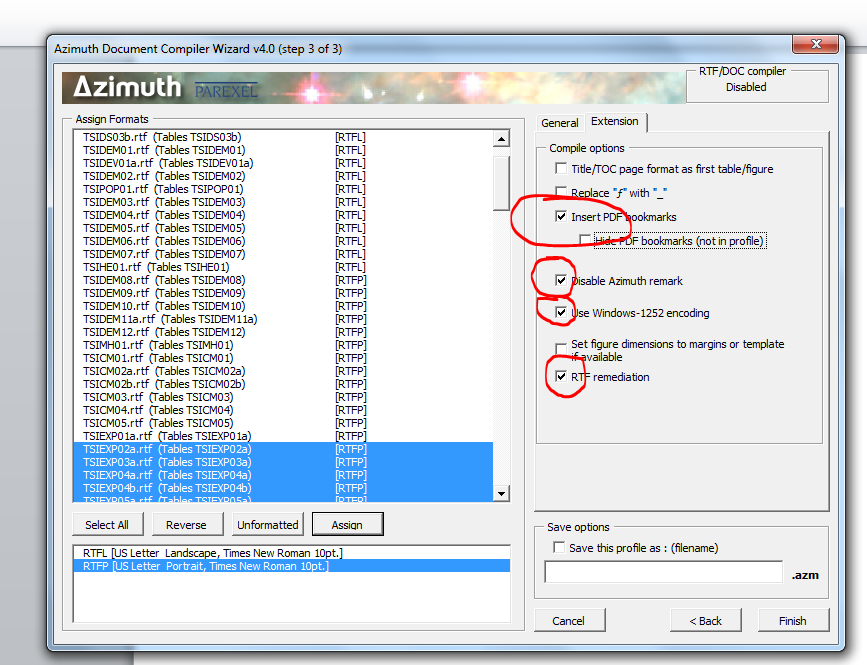 Azimuth Document Compiler Wizard v4.0 (step 3 of 3)
Azimuth PAREXEL
RTF/DOC compiler
Disabled
Assign Formats
TSIDS03b.rtf (Tables TSIDS03b) [RTFL]
TSIDEM01.rtf (Tables TSIDEM01) [RTFL]
TSIDEV01a.rtf (Tables TSIDEV01a) [RTFL]
TSIDEM02.rtf (Tables TSIDEM02) [RTFL]
TSIPOP01.rtf (Tables TSIPOP01) [RTFL]
TSIDEM03.rtf (Tables TSIDEM03) [RTFL]
TSIDEM04.rtf (Tables TSIDEM04) [RTFL]
TSIDEM05.rtf (Tables TSIDEM05) [RTFL]
TSIDEM06.rtf (Tables TSIDEM06) [RTFL]
TSIDEM07.rtf (Tables TSIDEM07) [RTFL]
TSIHE01.rtf (Tables TSIHE01) [RTFL]
TSIDEM08.rtf (Tables TSIDEM08) [RTFP]
TSIDEM09.rtf (Tables TSIDEM09) [RTFP]
TSIDEM10.rtf (Tables TSIDEM10) [RTFP]
TSIDEM11a.rtf (Tables TSIDEM11a) [RTFP]
TSIDEM12.rtf (Tables TSIDEM12) [RTFP]
TSIMH01.rtf (Tables TSIMH01) [RTFP]
TSICM01.rtf (Tables TSICM01) [RTFP]
TSICM02a.rtf (Tables TSICM02a) [RTFP]
TSICM02b.rtf (Tables TSICM02b) [RTFP]
TSICM03.rtf (Tables TSICM03) [RTFP]
TSICM04.rtf (Tables TSICM04) [RTFP]
TSICM05.rtf (Tables TSICM05) [RTFP]
TSIEXP01a.rtf (Tables TSIEXP01a) [RTFP]
TSIEXP02a.rtf (Tables TSIEXP02a) [RTFP]
TSIEXP03a.rtf (Tables TSIEXP03a) [RTFP]
TSIEXP04a.rtf (Tables TSIEXP04a) [RTFP]
TSIEXP04b.rtf (Tables TSIEXP04b) [RTFP]
TSIEXP05a.rtf (Tables TSIEXP05a) [RTFP]
Select All Reverse Unformatted Assign
RTFL [US Letter Landscape, Times New Roman 10pt.]
RTFP [US Letter Portrait, Times New Roman 10pt.]
General Extension
Compile options
Title/TOC page format as first table/figure
Replace "ƒ" with "_"
Insert PDF bookmarks
Hide PDF bookmarks (not in profile)
Disable Azimuth remark
Use Windows-1252 encoding
Set figure dimensions to margins or template
if available
RTF remediation
Save options
Save this profile as : (filename)
.azm
Cancel < Back Finish